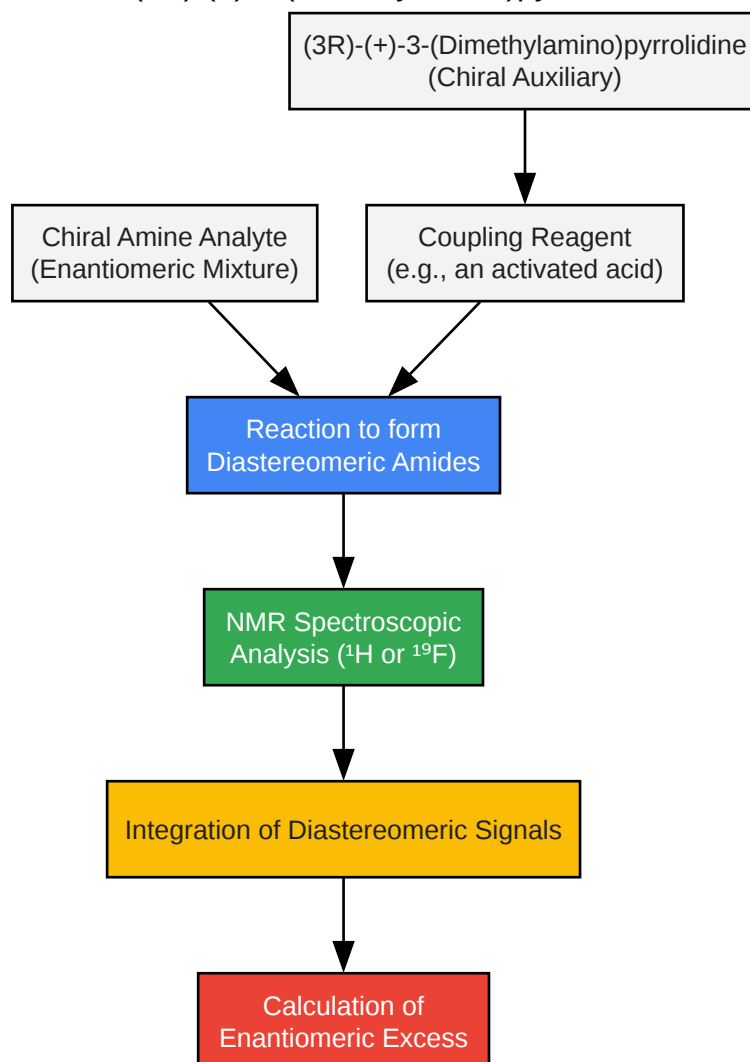 (3R)-(+)-3-(Dimethylamino)pyrrolidine
(Chiral Auxiliary)
Chiral Amine Analyte
(Enantiomeric Mixture)
Coupling Reagent
(e.g., an activated acid)
Reaction to form
Diastereomeric Amides
NMR Spectroscopic
Analysis (¹H or ¹⁹F)
Integration of Diastereomeric Signals
Calculation of
Enantiomeric Excess